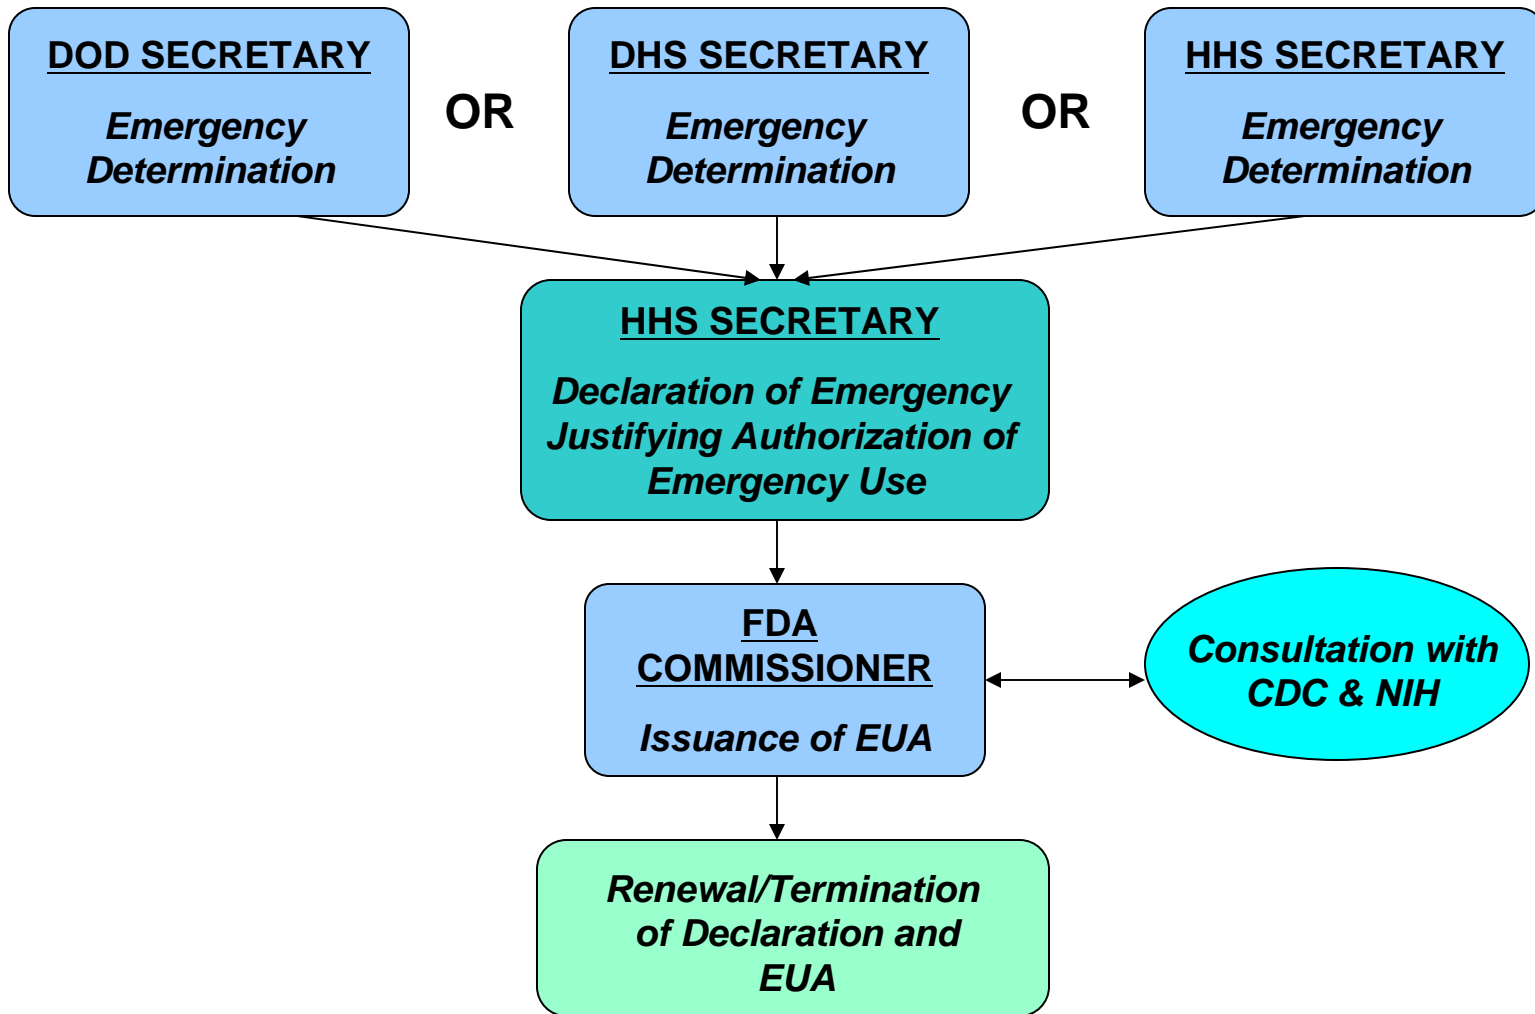 DOD SECRETARY
Emergency
Determination
OR
DHS SECRETARY
Emergency
Determination
OR
HHS SECRETARY
Emergency
Determination
HHS SECRETARY
Declaration of Emergency
Justifying Authorization of
Emergency Use
FDA
COMMISSIONER
Issuance of EUA
Consultation with
CDC & NIH
Renewal/Termination
of Declaration and
EUA